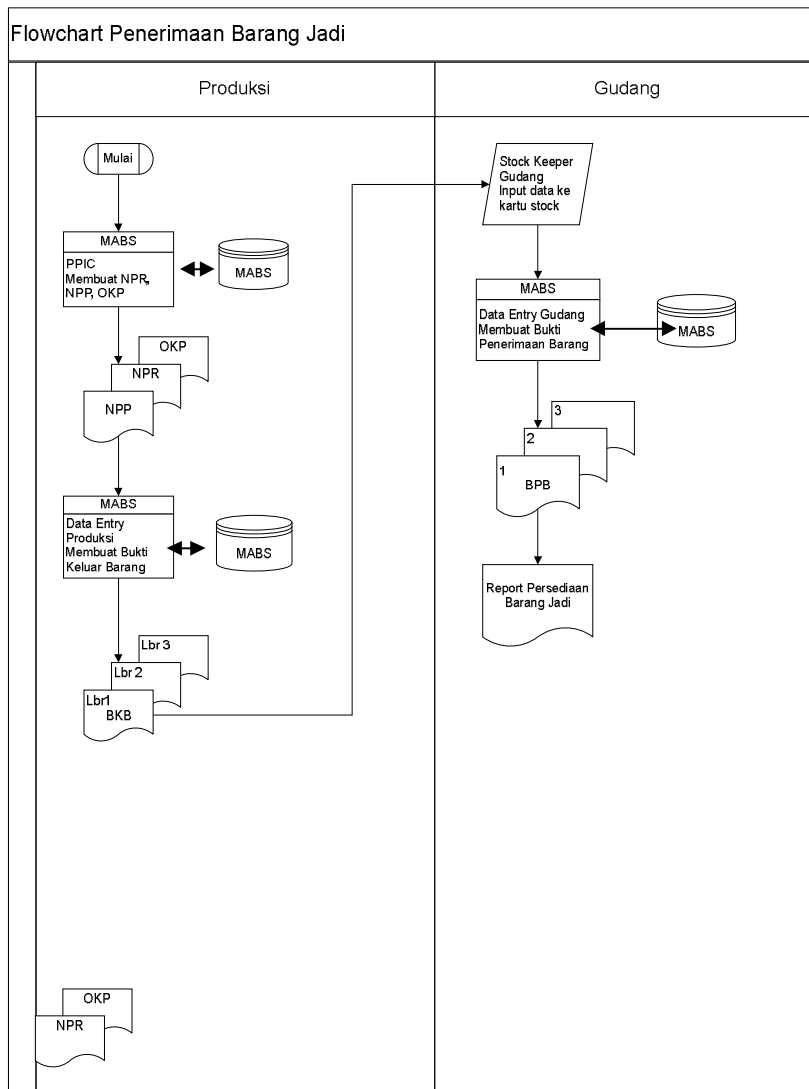 Flowchart Penerimaan Barang Jadi
Produksi
Gudang
Mulai
MABS
PPIC
Membuat NPR,
NPP, OKP
MABS
OKP
NPR
NPP
MABS
Data Entry
Produksi
Membuat Bukti
Keluar Barang
MABS
Lbr 3
Lbr 2
Lbr1
BKB
OKP
NPR
Stock Keeper
Gudang
Input data ke
kartu stock
MABS
Data Entry Gudang
Membuat Bukti
Penerimaan Barang
MABS
3
2
1
BPB
Report Persediaan
Barang Jadi